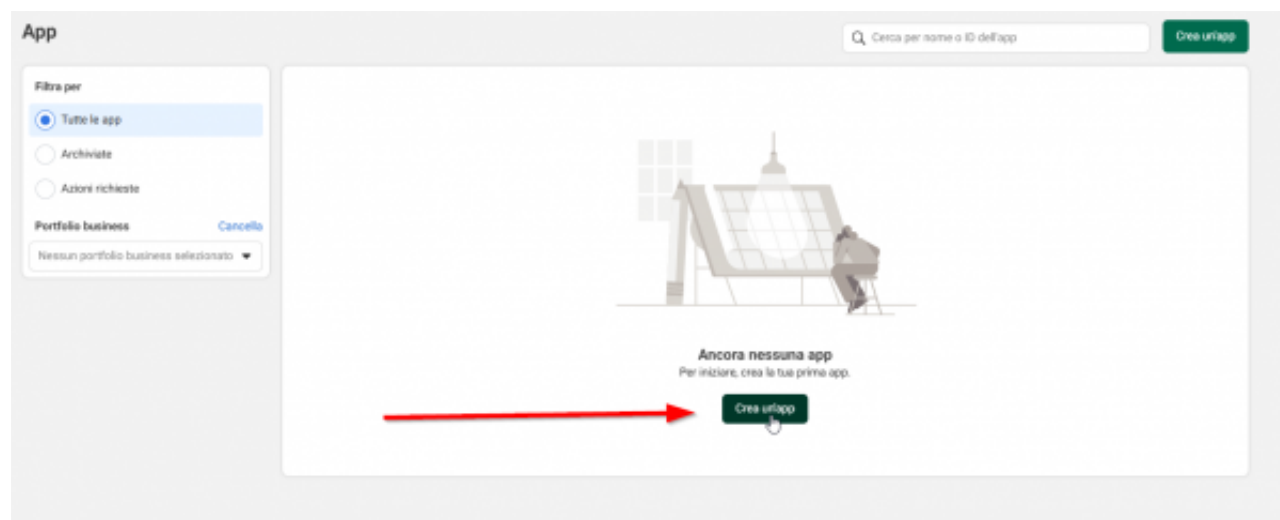 App
Cerca per nome o ID dell'app
Crea un'app
Filtra per
Tutte le app
Archiviate
Azioni richieste
Portfolio business
Cancella
Nessun portfolio business selezionato
Ancora nessuna app
Per iniziare, crea la tua prima app.
Crea un'app